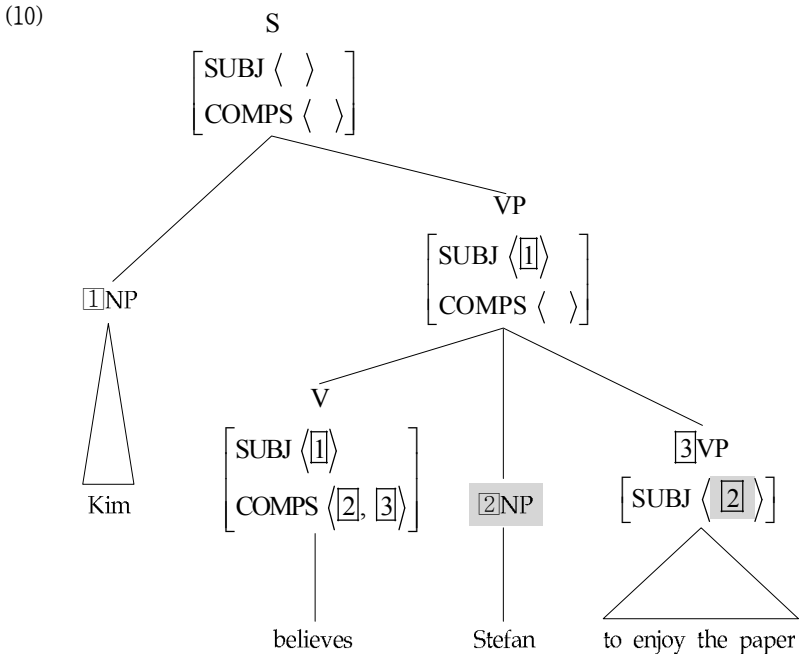 (10)
S
[SUBJ ⟨ ⟩
COMPS ⟨ ⟩]
VP
[SUBJ ⟨1⟩
COMPS ⟨ ⟩]
1NP
V
[SUBJ ⟨1⟩
COMPS ⟨2, 3⟩]
2NP
3VP
[SUBJ ⟨2⟩]
Kim
believes Stefan to enjoy the paper